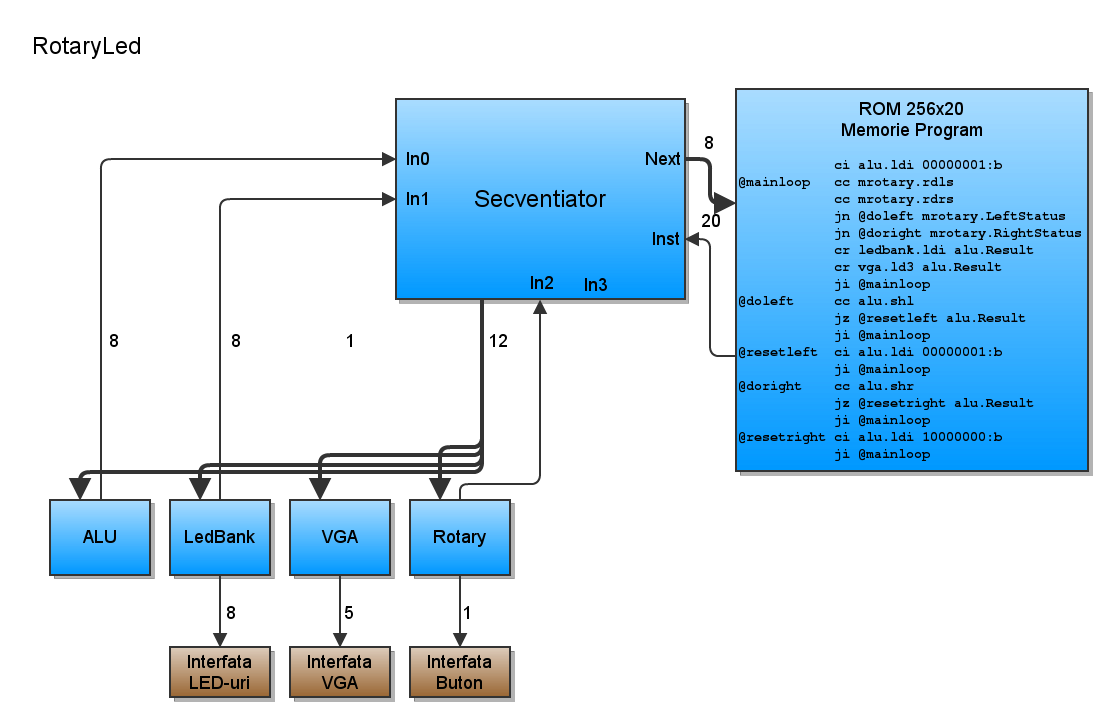 RotaryLed
ROM 256x20
Memorie Program
In0
Next
8
In1
Secventiator
20
Inst
In2
In3
ci alu.ldi 00000001:b
@mainloop cc mrotary.rdls
cc mrotary.rdrs
jn @doleft mrotary.LeftStatus
jn @doright mrotary.RightStatus
cr ledbank.ldi alu.Result
cr vga.ld3 alu.Result
ji @mainloop
@doleft cc alu.shl
jz @resetleft alu.Result
ji @mainloop
@resetleft ci alu.ldi 00000001:b
ji @mainloop
@doright cc alu.shr
jz @resetright alu.Result
ji @mainloop
@resetright ci alu.ldi 10000000:b
ji @mainloop
8
8
1
12
ALU
LedBank
VGA
Rotary
8
5
1
Interfata
LED-uri
Interfata
VGA
Interfata
Buton